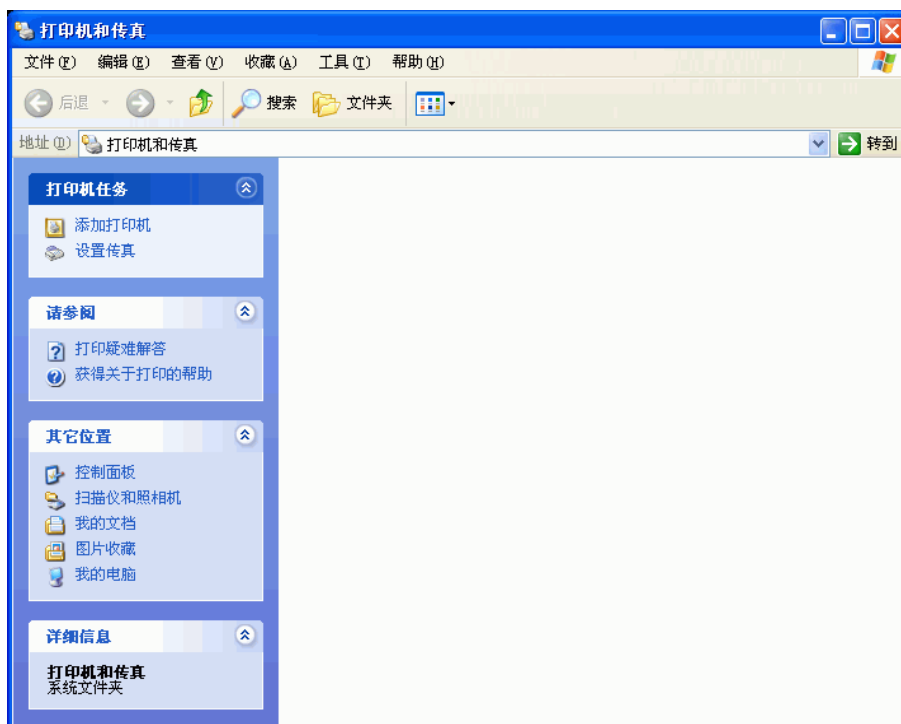 打印机和传真
文件(F) 编辑(E) 查看(V) 收藏(A) 工具(T) 帮助(H)
后退 搜索 文件夹
地址(D) 打印机和传真 转到
打印机任务
添加打印机
设置传真
请参阅
打印疑难解答
获得关于打印的帮助
其它位置
控制面板
扫描仪和照相机
我的文档
图片收藏
我的电脑
详细信息
打印机和传真
系统文件夹